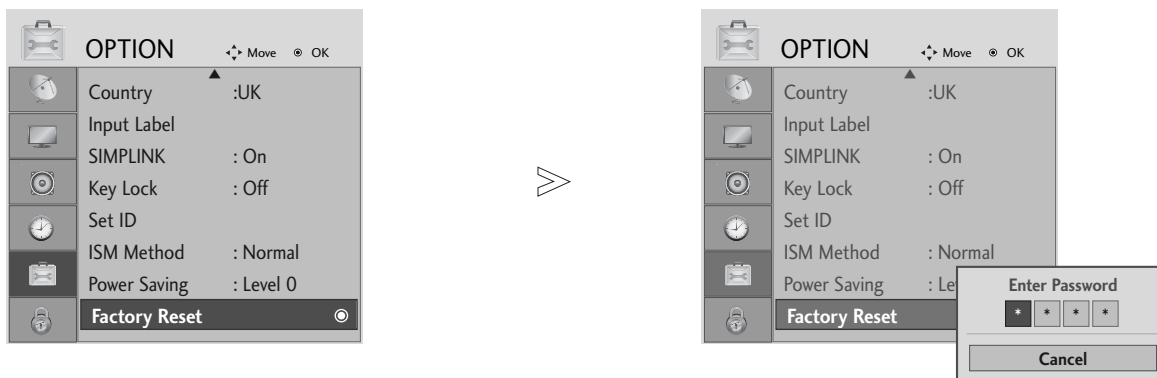 OPTION Move OK
Country :UK
Input Label
SIMPLINK : On
Key Lock : Off
Set ID
ISM Method : Normal
Power Saving : Level 0
Factory Reset
OPTION Move OK
Country :UK
Input Label
SIMPLINK : On
Key Lock : Off
Set ID
ISM Method : Normal
Power Saving : Le
Factory Reset
Enter Password
* * * *
Cancel